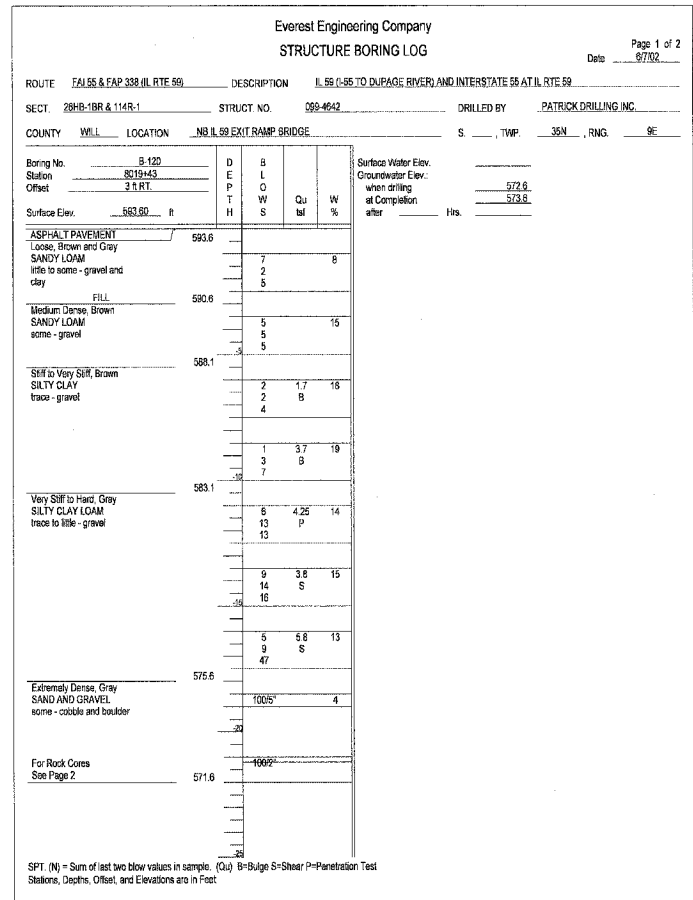 Everest Engineering Company
STRUCTURE BORING LOG
Page 1 of 2
Date 6/7/02
ROUTE FAI 55 & FAP 338 (IL RTE 59) DESCRIPTION IL 59 (I-55 TO DUPAGE RIVER) AND INTERSTATE 55 AT IL RTE 59
SECT. 26HB-1BR & 114R-1 STRUCT. NO. 099-4642 DRILLED BY PATRICK DRILLING INC.
COUNTY WILL LOCATION NB IL 59 EXIT RAMP BRIDGE S. , TWP. 35N , RNG. 9E
Boring No. B-120
Station 8019+43
Offset 3 ft RT.
Surface Elev. 593.60 ft
DEPTH
BLOWS
Qu tsf
W %
Surface Water Elev.
Groundwater Elev.:
when drilling 572.6
at Completion 573.8
after Hrs.
ASPHALT PAVEMENT 593.6
Loose, Brown and Gray
SANDY LOAM 7 8
little to some - gravel and 2
clay 5
FILL 590.6
Medium Dense, Brown
SANDY LOAM 5 15
some - gravel 5
-5 5
588.1
Stiff to Very Stiff, Brown
SILTY CLAY 2 1.7 16
trace - gravel 2 B
4
1 3.7 19
3 B
-10 7
583.1
Very Stiff to Hard, Gray
SILTY CLAY LOAM 6 4.25 14
trace to little - gravel 13 P
13
9 3.8 15
14 S
-15 16
5 5.8 13
9 S
47
575.6
Extremely Dense, Gray
SAND AND GRAVEL 100/5" 4
some - cobble and boulder
-20
For Rock Cores 100/2"
See Page 2 571.6
-25
SPT. (N) = Sum of last two blow values in sample. (Qu) B=Bulge S=Shear P=Penetration Test
Stations, Depths, Offset, and Elevations are in Feet